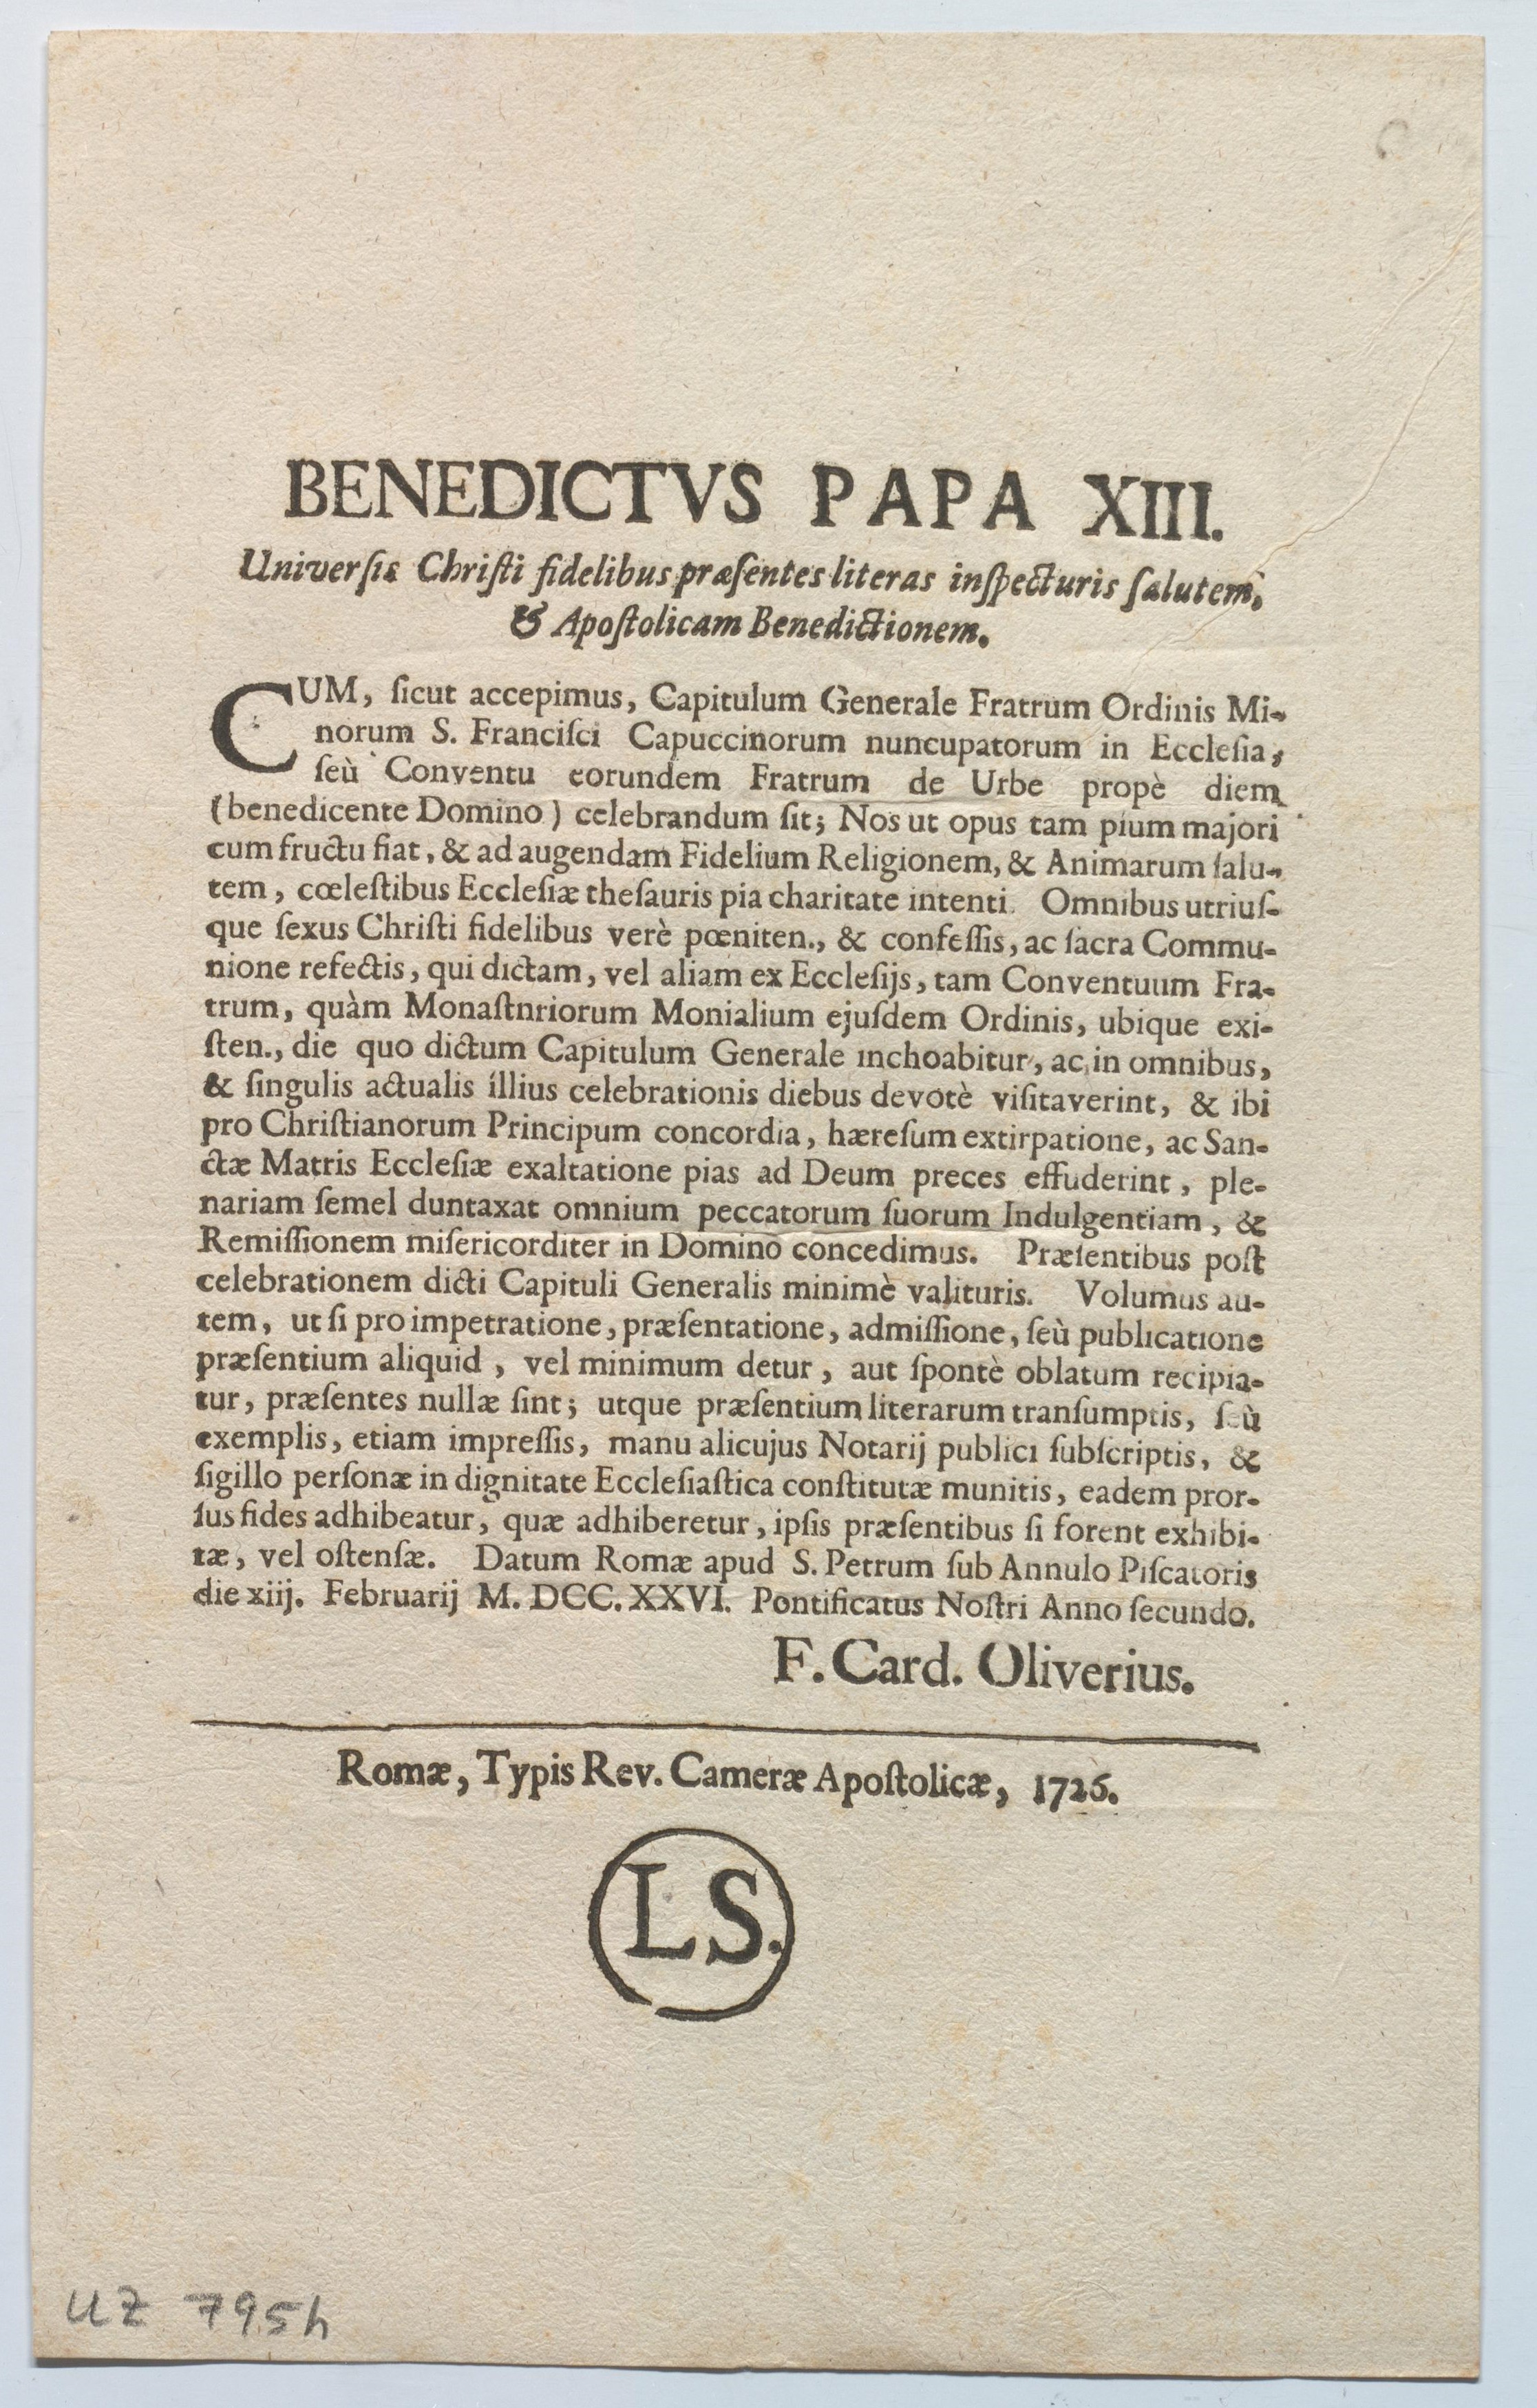 BENEDICTVS PAPA XIII.
Universis Christi fidelibus præsentes literas inspecturis salutem,
& Apostolicam Benedictionem.
CUM, sicut accepimus, Capitulum Generale Fratrum Ordinis Mi-
norum S. Francisci Capuccinorum nuncupatorum in Ecclesia,
seù Conventu eorundem Fratrum de Urbe propè diem
(benedicente Domino) celebrandum sit; Nos ut opus tam pium majori
cum fructu fiat, & ad augendam Fidelium Religionem, & Animarum salu-
tem, cœlestibus Ecclesiæ thesauris pia charitate intenti. Omnibus utrius-
que sexus Christi fidelibus verè pœniten., & confessis, ac sacra Commu-
nione refectis, qui dictam, vel aliam ex Ecclesijs, tam Conventuum Fra-
trum, quàm Monastnriorum Monialium ejusdem Ordinis, ubique exi-
sten., die quo dictum Capitulum Generale inchoabitur, ac in omnibus,
& singulis actualis illius celebrationis diebus devotè visitaverint, & ibi
pro Christianorum Principum concordia, hæresum extirpatione, ac San-
ctæ Matris Ecclesiæ exaltatione pias ad Deum preces effuderint, ple-
nariam semel duntaxat omnium peccatorum suorum Indulgentiam, &
Remissionem misericorditer in Domino concedimus. Præsentibus post
celebrationem dicti Capituli Generalis minimè valituris. Volumus au-
tem, ut si pro impetratione, præsentatione, admissione, seù publicatione
præsentium aliquid, vel minimum detur, aut spontè oblatum recipia-
tur, præsentes nullæ sint; utque præsentium literarum transumptis, seù
exemplis, etiam impressis, manu alicujus Notarij publici subscriptis, &
sigillo personæ in dignitate Ecclesiastica constitutæ munitis, eadem pror-
sus fides adhibeatur, quæ adhiberetur, ipsis præsentibus si forent exhibi-
tæ, vel ostensæ. Datum Romæ apud S. Petrum sub Annulo Piscatoris
die xiij. Februarij M. DCC. XXVI. Pontificatus Nostri Anno secundo.
F. Card. Oliverius.
Romæ, Typis Rev. Cameræ Apostolicæ, 1726.
LS.
UZ 795h